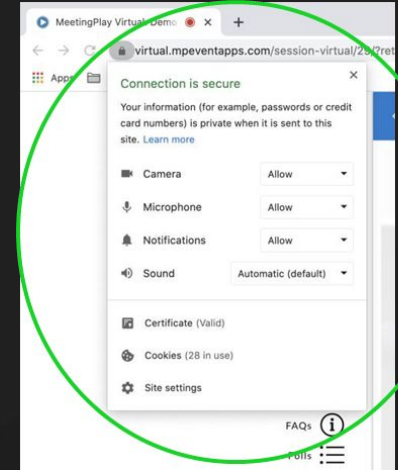 MeetingPlay Virtual Demo
virtual.mpeventapps.com/session-virtual/29/?ret
Apps
Connection is secure
Your information (for example, passwords or credit
card numbers) is private when it is sent to this
site. Learn more
Camera Allow
Microphone Allow
Notifications Allow
Sound Automatic (default)
Certificate (Valid)
Cookies (28 in use)
Site settings
FAQs
Polls